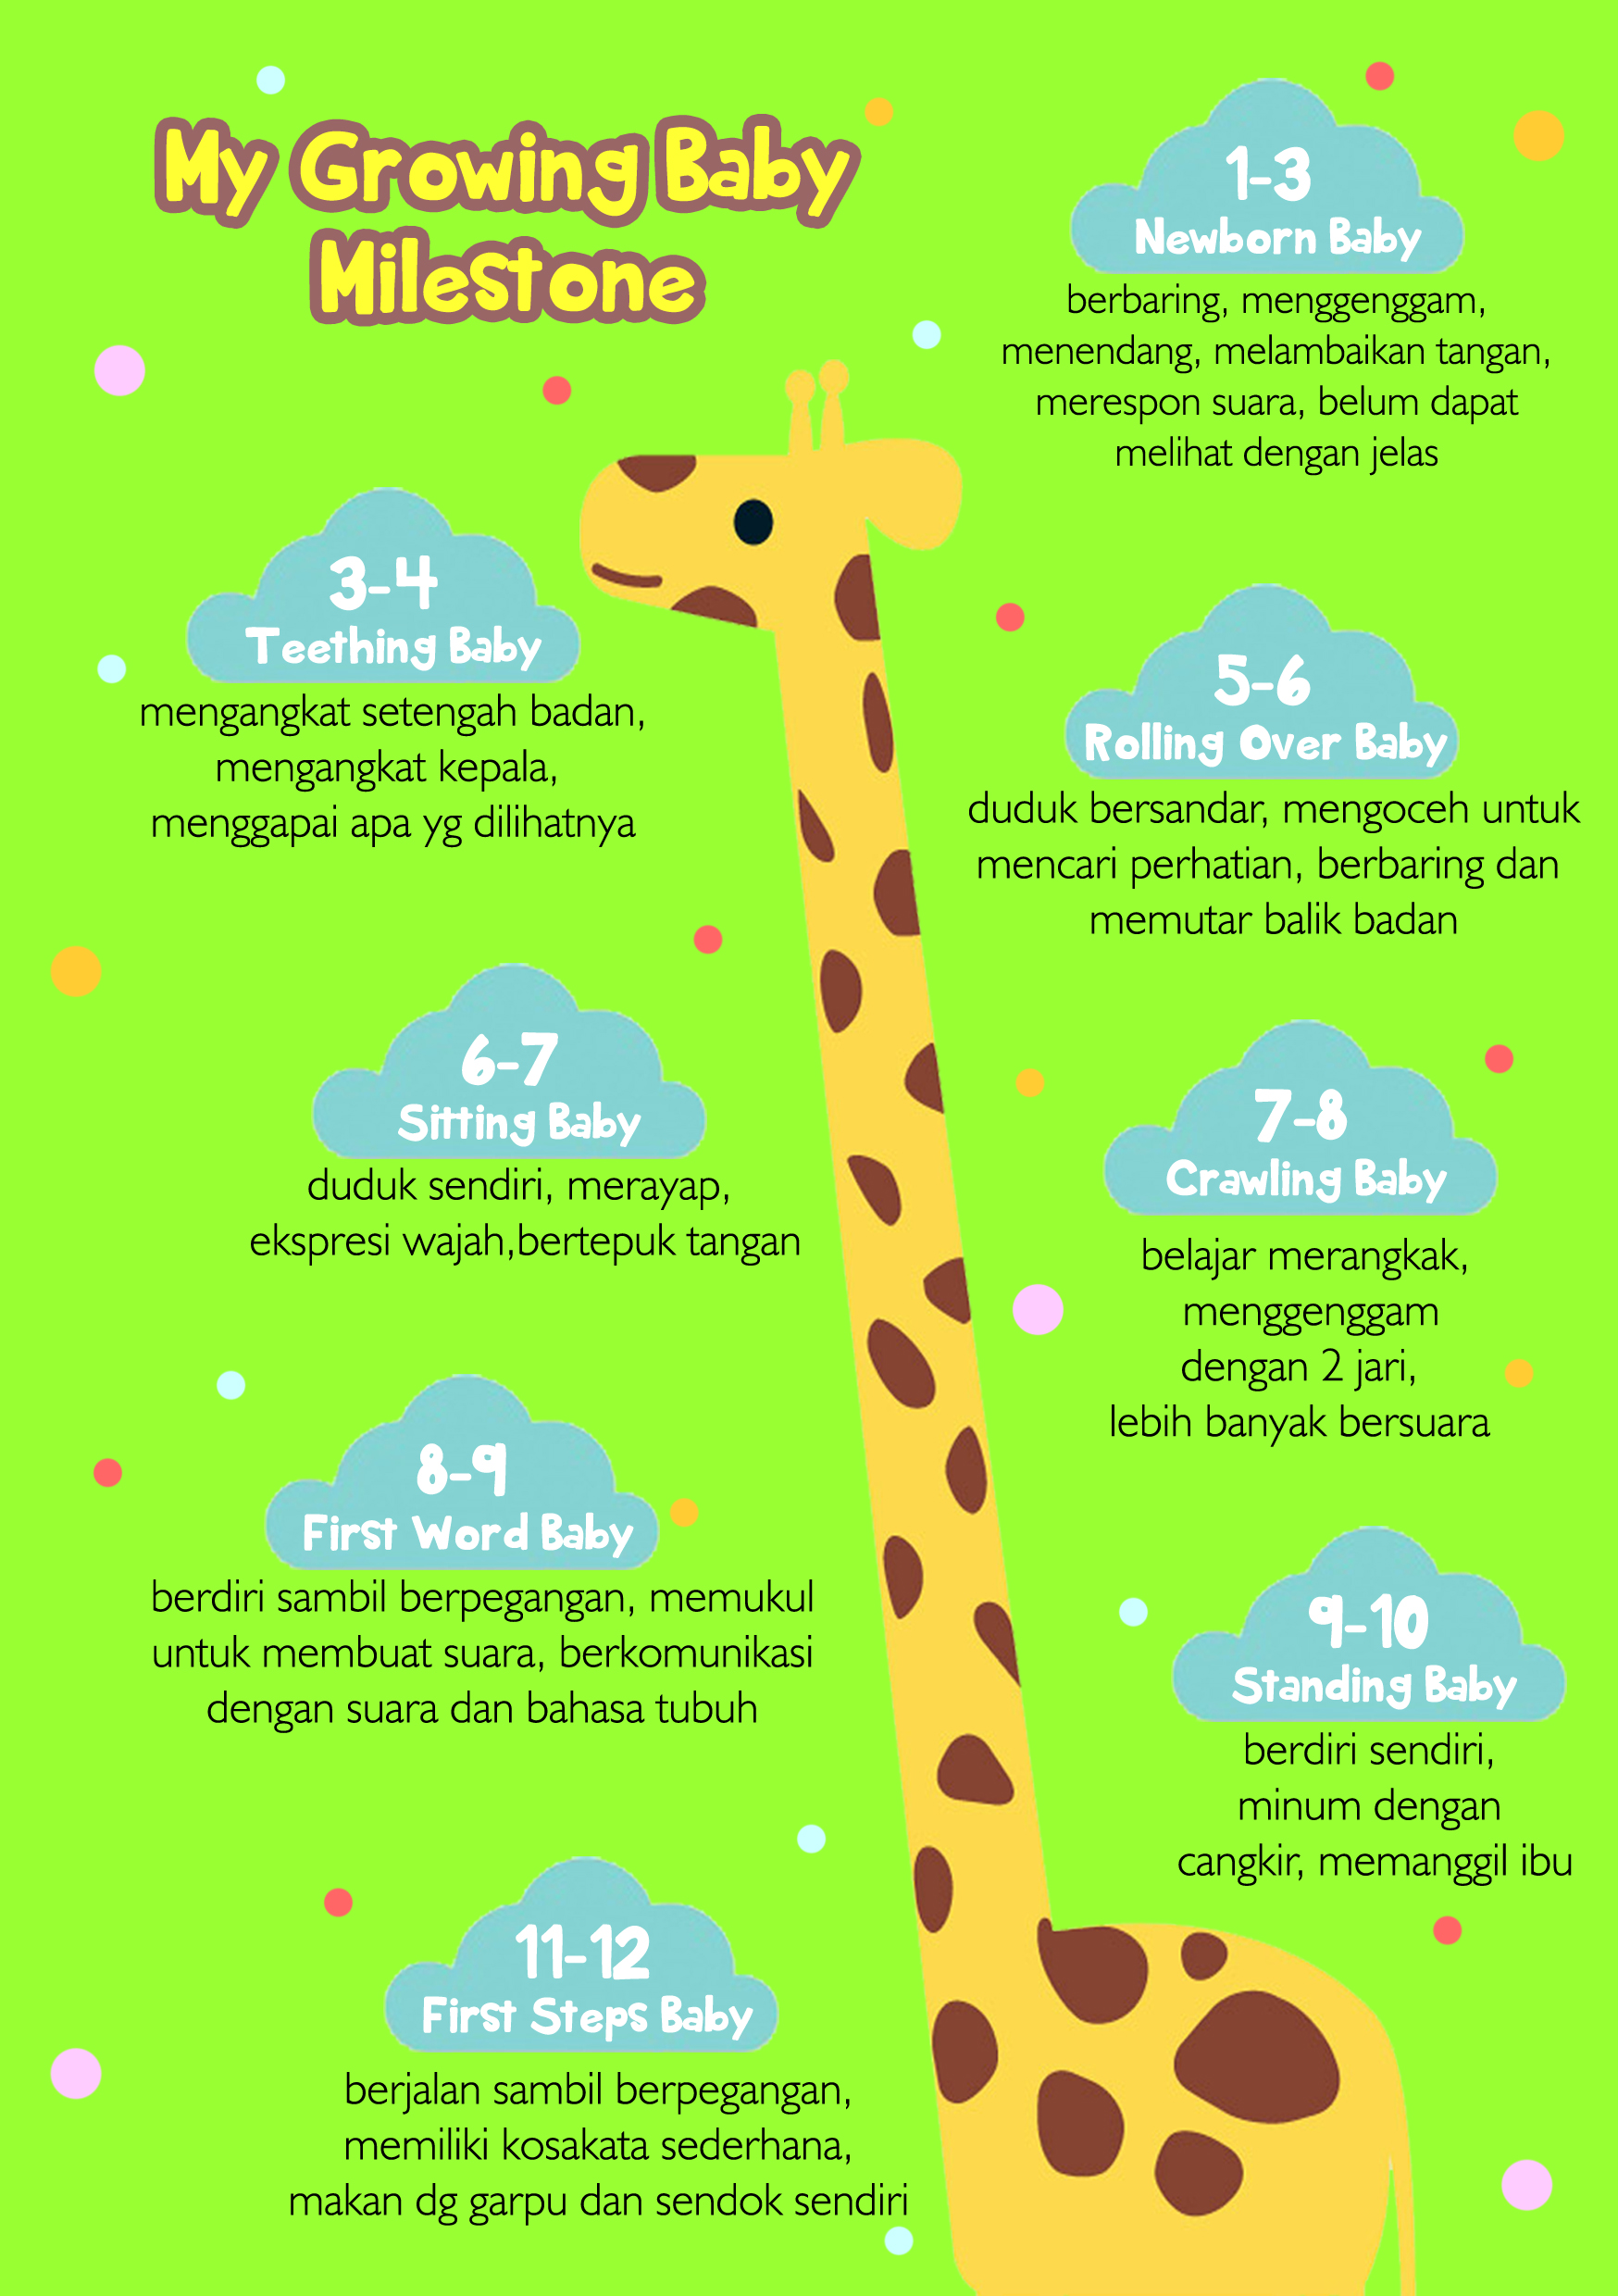 My Growing Baby
Milestone
1-3
Newborn Baby
berbaring, menggenggam,
menendang, melambaikan tangan,
merespon suara, belum dapat
melihat dengan jelas
3-4
Teething Baby
mengangkat setengah badan,
mengangkat kepala,
menggapai apa yg dilihatnya
5-6
Rolling Over Baby
duduk bersandar, mengoceh untuk
mencari perhatian, berbaring dan
memutar balik badan
6-7
Sitting Baby
duduk sendiri, merayap,
ekspresi wajah,bertepuk tangan
7-8
Crawling Baby
belajar merangkak,
menggenggam
dengan 2 jari,
lebih banyak bersuara
8-9
First Word Baby
berdiri sambil berpegangan, memukul
untuk membuat suara, berkomunikasi
dengan suara dan bahasa tubuh
9-10
Standing Baby
berdiri sendiri,
minum dengan
cangkir, memanggil ibu
11-12
First Steps Baby
berjalan sambil berpegangan,
memiliki kosakata sederhana,
makan dg garpu dan sendok sendiri